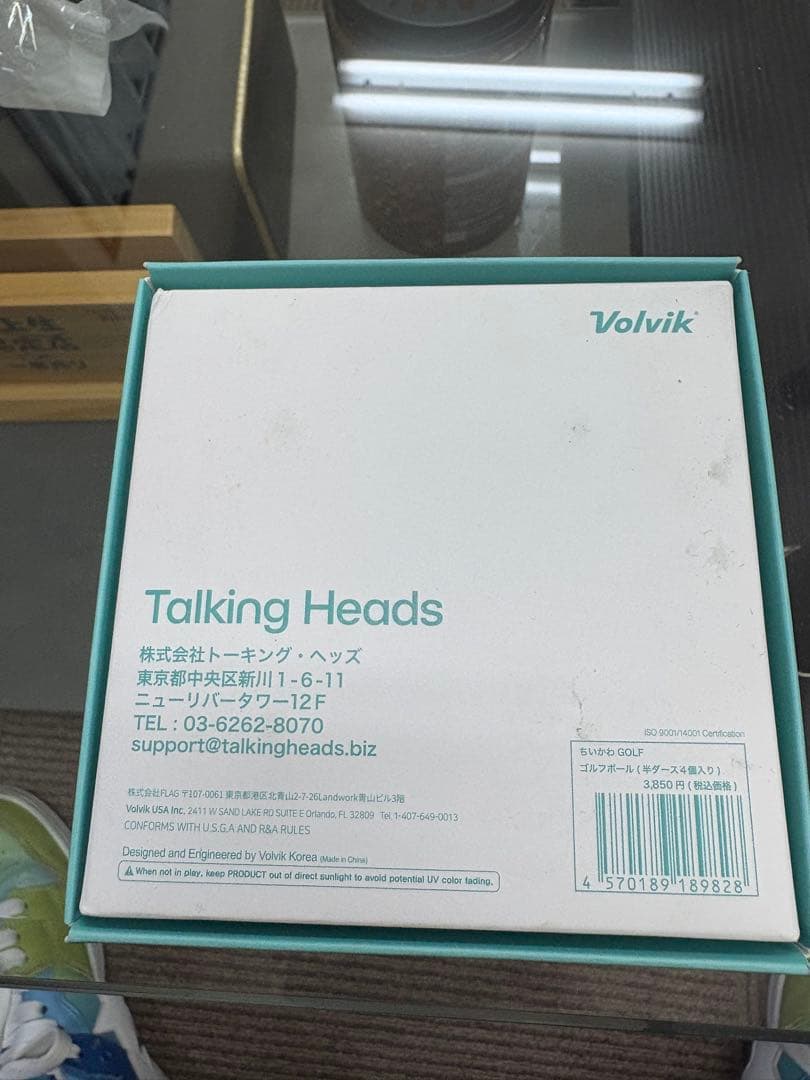 Volvik
Talking Heads
株式会社トーキング・ヘッズ
東京都中央区新川1-6-11
ニューリバータワー12F
TEL : 03-6262-8070
support@talkingheads.biz
ISO 9001/14001 Certification
ちいかわ GOLF
ゴルフボール ( 半ダース4個入り )
3,850 円 ( 税込価格 )
4 570189 189828
株式会社FLAG 〒107-0061 東京都港区北青山2-7-26Landwork青山ビル3階
Volvik USA Inc. 2411 W SAND LAKE RD SUITE E Orlando, FL 32809 Tel. 1-407-649-0013
CONFORMS WITH U.S.G.A AND R&A RULES
Designed and Engineered by Volvik Korea (Made in China)
When not in play, keep PRODUCT out of direct sunlight to avoid potential UV color fading.